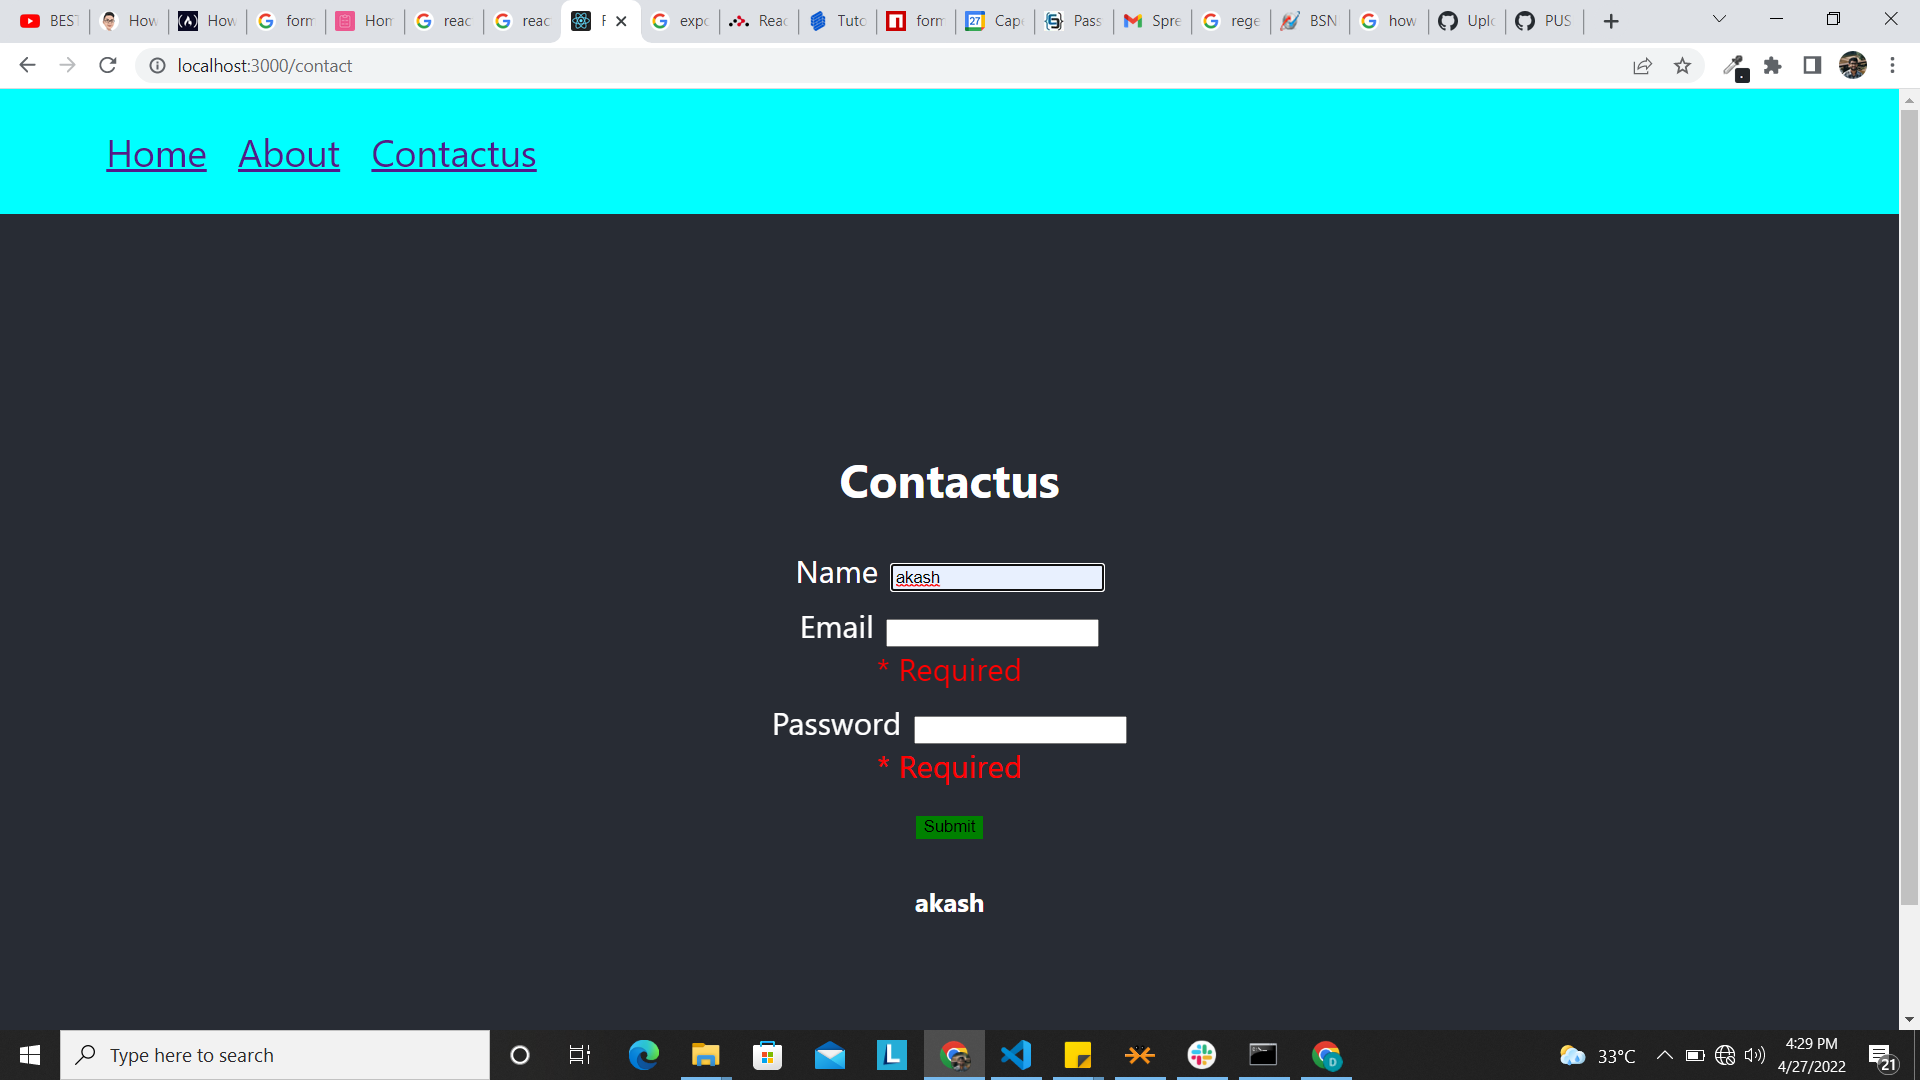 BEST How How form Hom reac reac F expo Reac Tuto form Cape Pass Spre rege BSN how Uplo PUS
localhost:3000/contact
Home About Contactus
Contactus
Name akash
Email
* Required
Password
* Required
Submit
akash
Type here to search
33°C
4:29 PM
4/27/2022
21